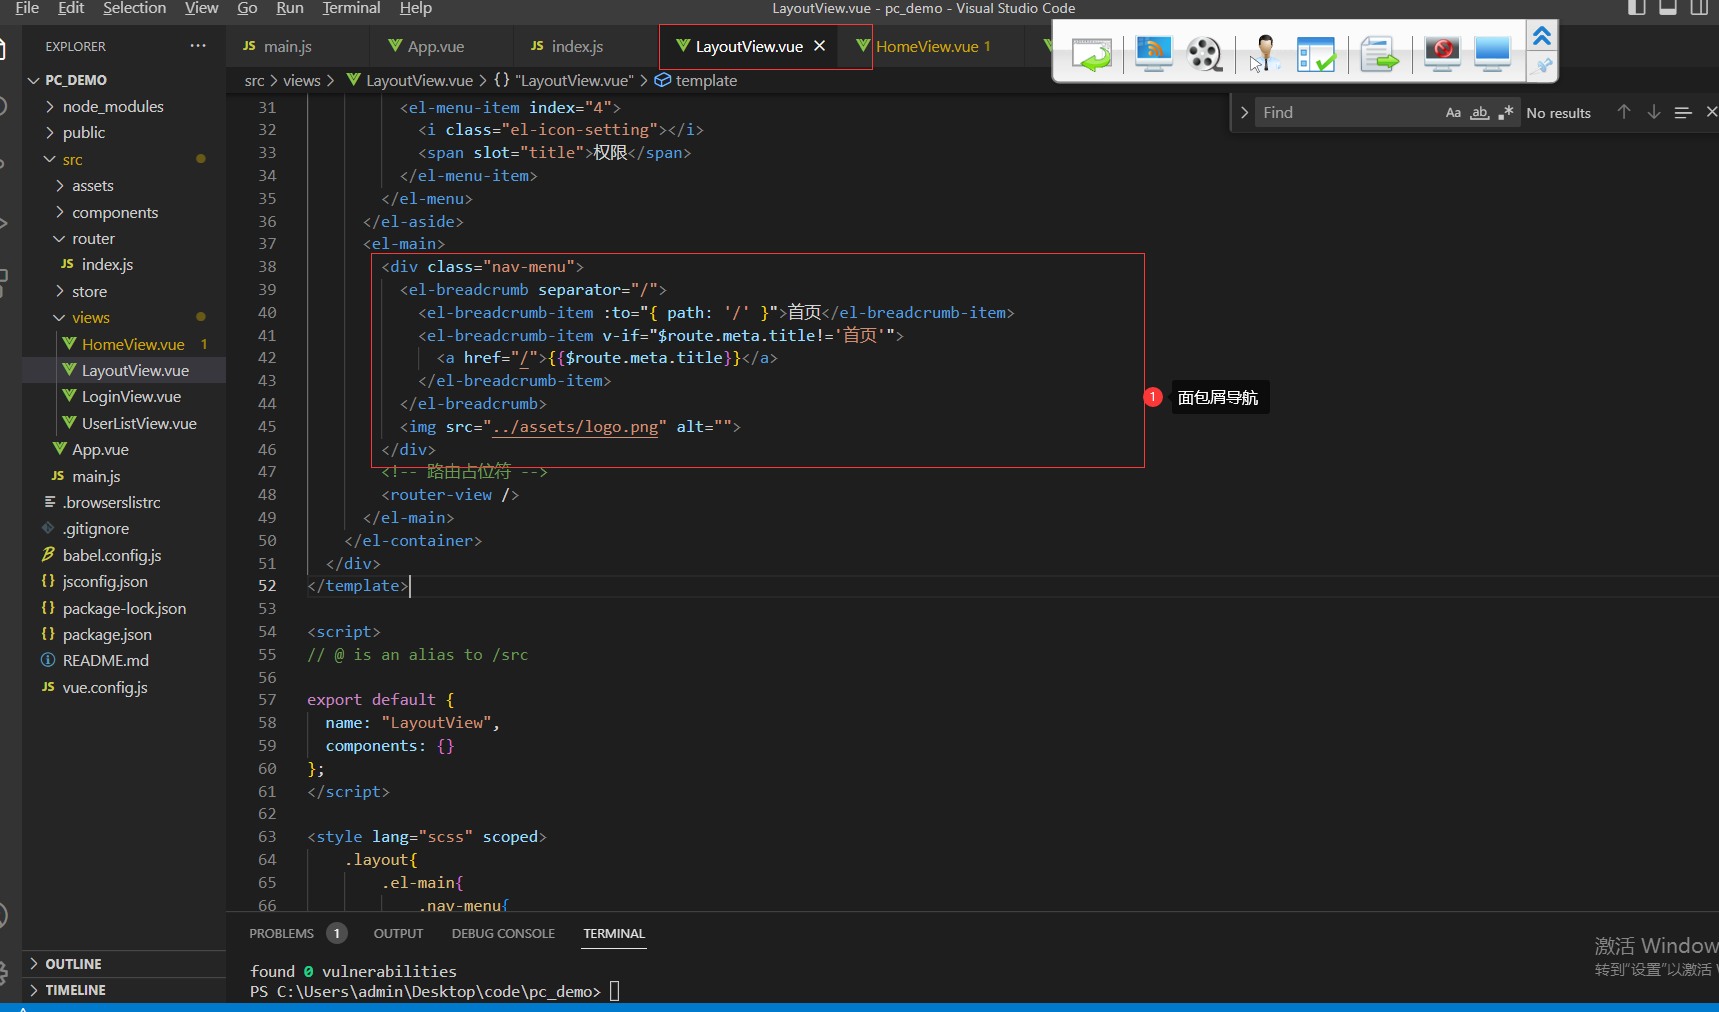 File Edit Selection View Go Run Terminal Help
LayoutView.vue - pc_demo - Visual Studio Code
EXPLORER ···
JS main.js
App.vue
JS index.js
LayoutView.vue
HomeView.vue 1
PC_DEMO
node_modules
public
src
assets
components
router
JS index.js
store
views
HomeView.vue 1
LayoutView.vue
LoginView.vue
UserListView.vue
App.vue
JS main.js
.browserslistrc
.gitignore
babel.config.js
{} jsconfig.json
{} package-lock.json
{} package.json
README.md
JS vue.config.js
OUTLINE
TIMELINE
src > views > LayoutView.vue > {} "LayoutView.vue" > template
Find
Aa ab .* No results
31 <el-menu-item index="4">
32 <i class="el-icon-setting"></i>
33 <span slot="title">权限</span>
34 </el-menu-item>
35 </el-menu>
36 </el-aside>
37 <el-main>
38 <div class="nav-menu">
39 <el-breadcrumb separator="/">
40 <el-breadcrumb-item :to="{ path: '/' }">首页</el-breadcrumb-item>
41 <el-breadcrumb-item v-if="$route.meta.title!='首页'">
42 <a href="/">{{$route.meta.title}}</a>
43 </el-breadcrumb-item>
44 </el-breadcrumb>
45 <img src="../assets/logo.png" alt="">
46 </div>
47 <!-- 路由占位符 -->
48 <router-view />
49 </el-main>
50 </el-container>
51 </div>
52 </template>
53
54 <script>
55 // @ is an alias to /src
56
57 export default {
58 name: "LayoutView",
59 components: {}
60 };
61 </script>
62
63 <style lang="scss" scoped>
64 .layout{
65 .el-main{
66 .nav-menu{
1 面包屑导航
PROBLEMS 1 OUTPUT DEBUG CONSOLE TERMINAL
found 0 vulnerabilities
PS C:\Users\admin\Desktop\code\pc_demo>
激活 Window
转到"设置"以激活